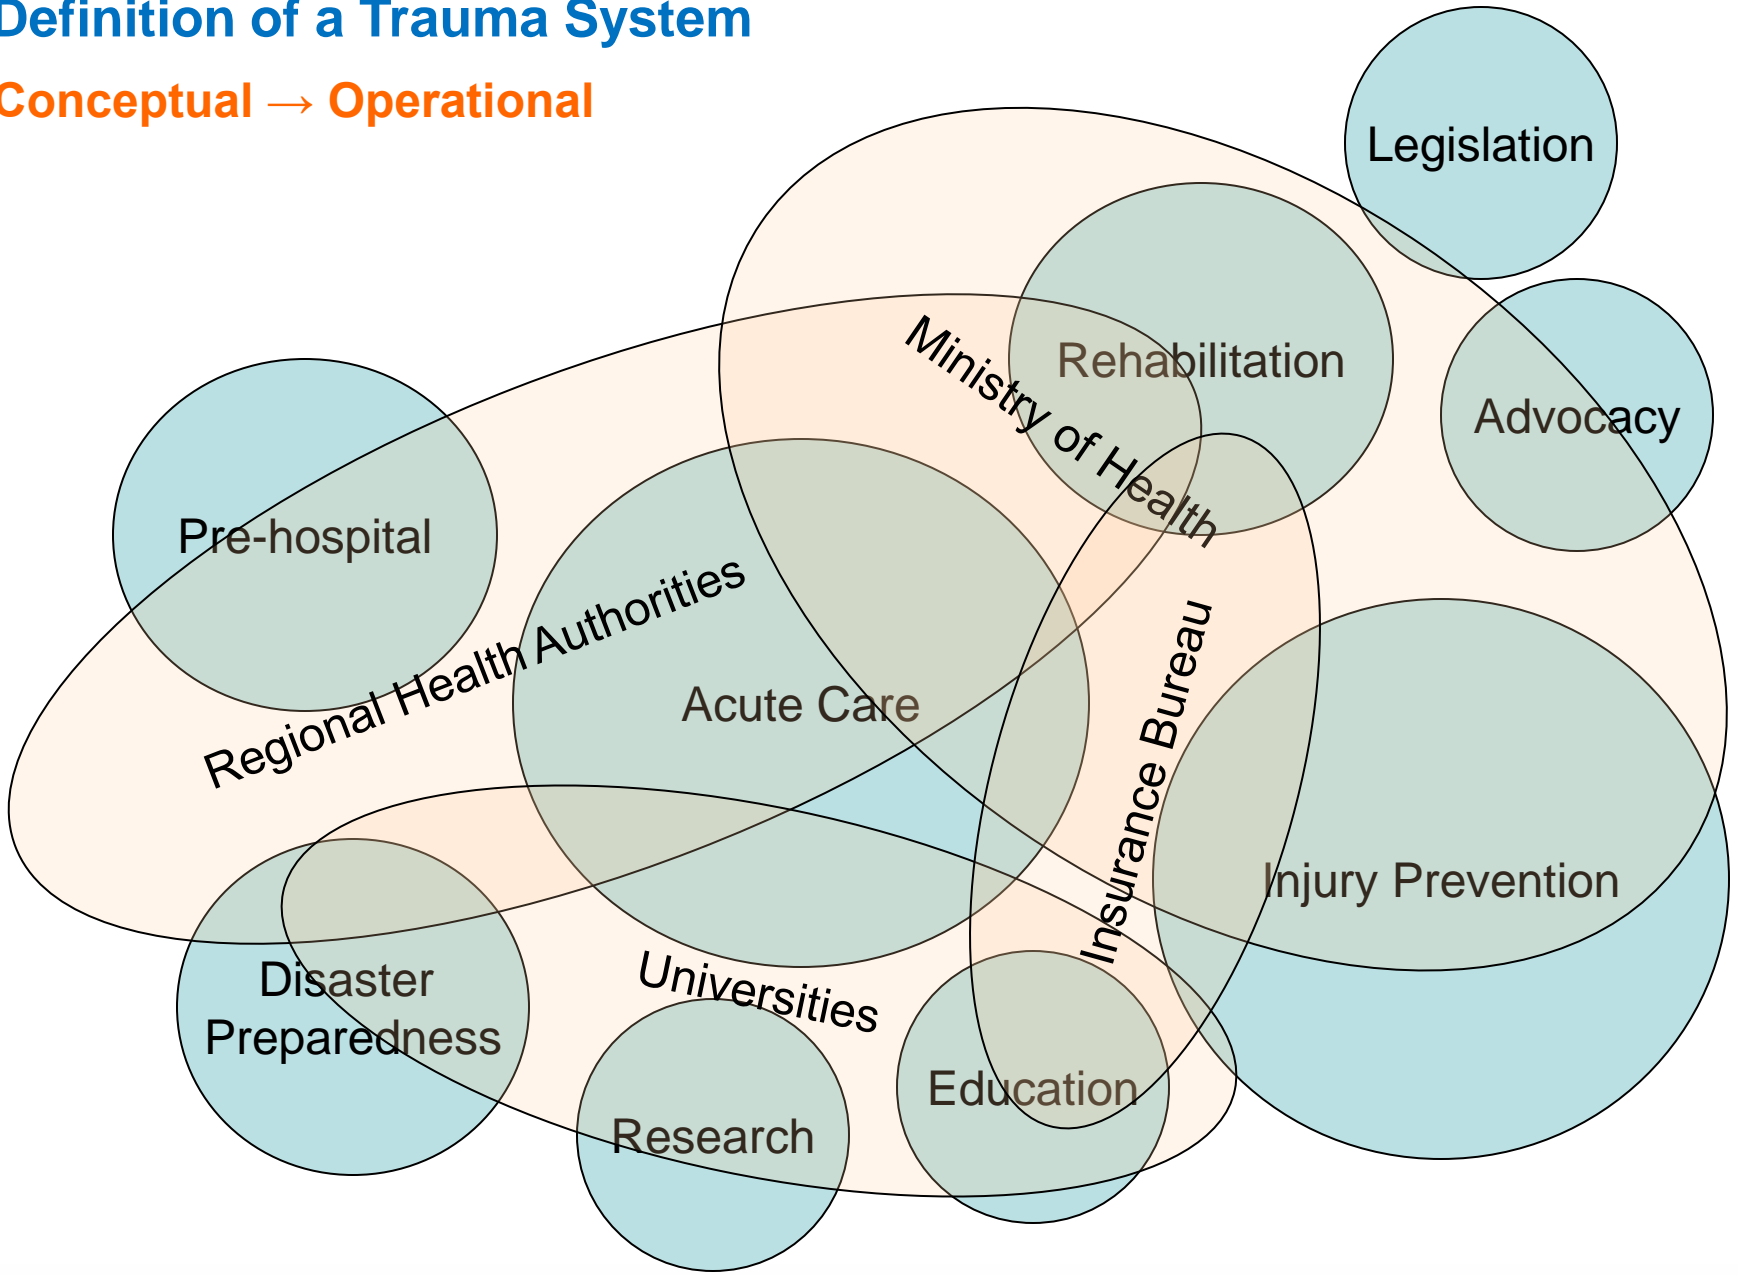 Definition of a Trauma System
Conceptual → Operational
Legislation
Rehabilitation
Ministry of Health
Advocacy
Pre-hospital
Regional Health Authorities
Acute Care
Insurance Bureau
Injury Prevention
Disaster
Preparedness
Universities
Education
Research